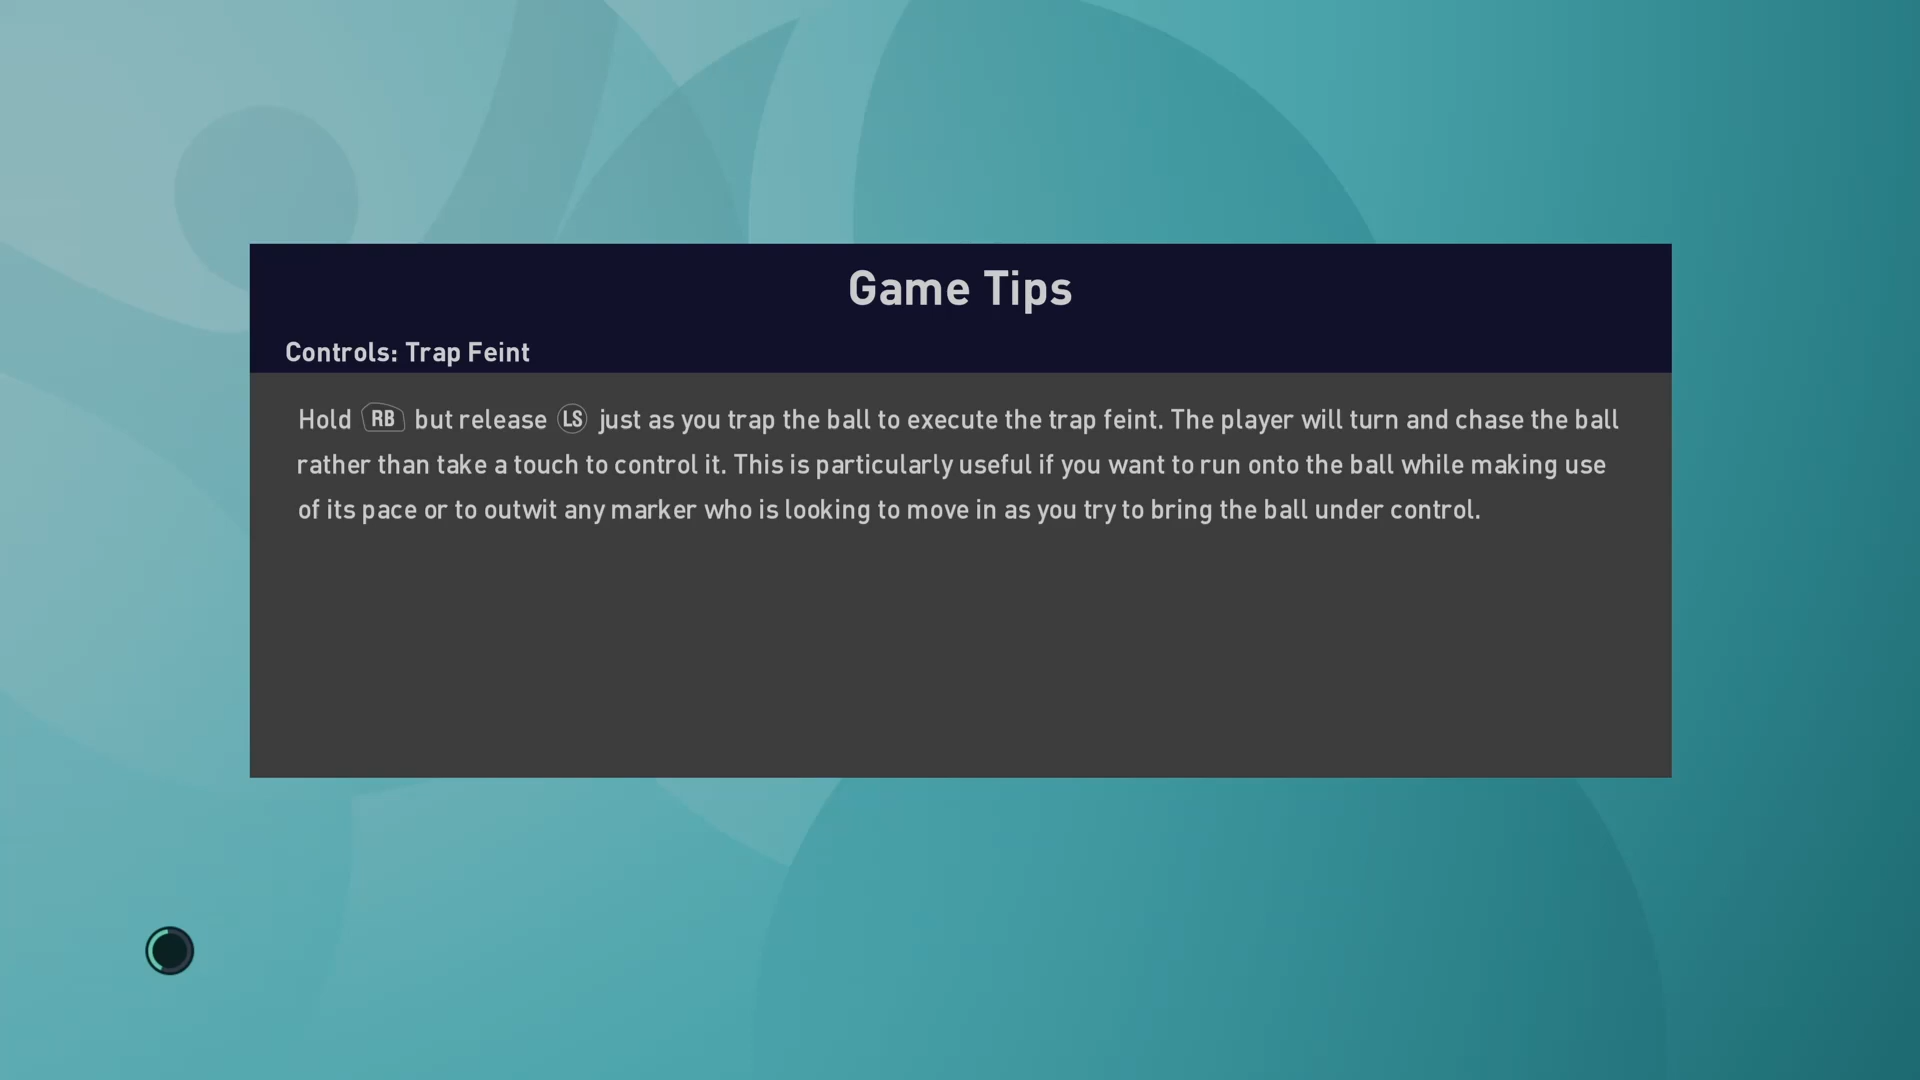 Game Tips
Controls: Trap Feint
Hold RB but release LS just as you trap the ball to execute the trap feint. The player will turn and chase the ball
rather than take a touch to control it. This is particularly useful if you want to run onto the ball while making use
of its pace or to outwit any marker who is looking to move in as you try to bring the ball under control.